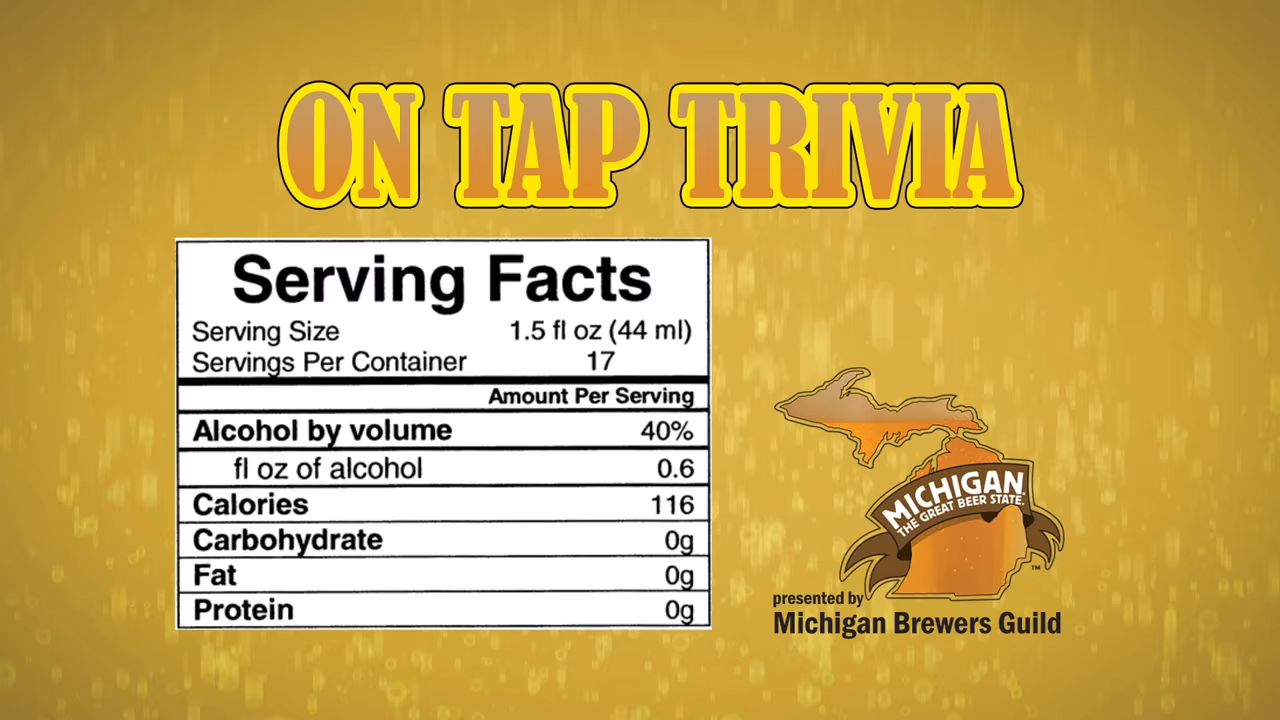 ON TAP TRIVIA
Serving Facts
Serving Size 1.5 fl oz (44 ml)
Servings Per Container 17
Amount Per Serving
Alcohol by volume 40%
fl oz of alcohol 0.6
Calories 116
Carbohydrate 0g
Fat 0g
Protein 0g
MICHIGAN
THE GREAT BEER STATE.
TM
presented by
Michigan Brewers Guild